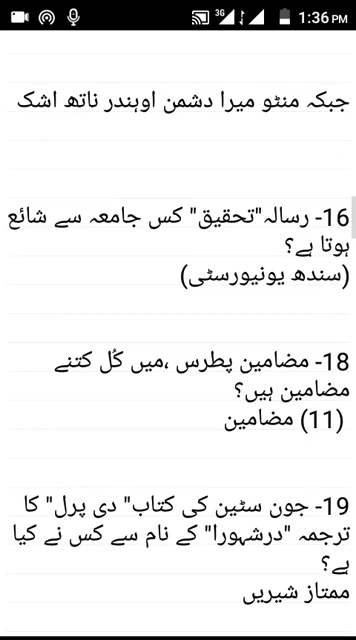 3G 1:36 PM
جبکہ منٹو میرا دشمن اوپندر ناتھ اشک
16- رسالہ"تحقیق" کس جامعہ سے شائع
ہوتا ہے؟
(سندھ یونیورسٹی)
18- مضامین پطرس ،میں کُل کتنے
مضامین ہیں؟
(11) مضامین
19- جون سٹین کی کتاب" دی پرل" کا
ترجمہ "درشہورا" کے نام سے کس نے کیا
ہے؟
ممتاز شیریں